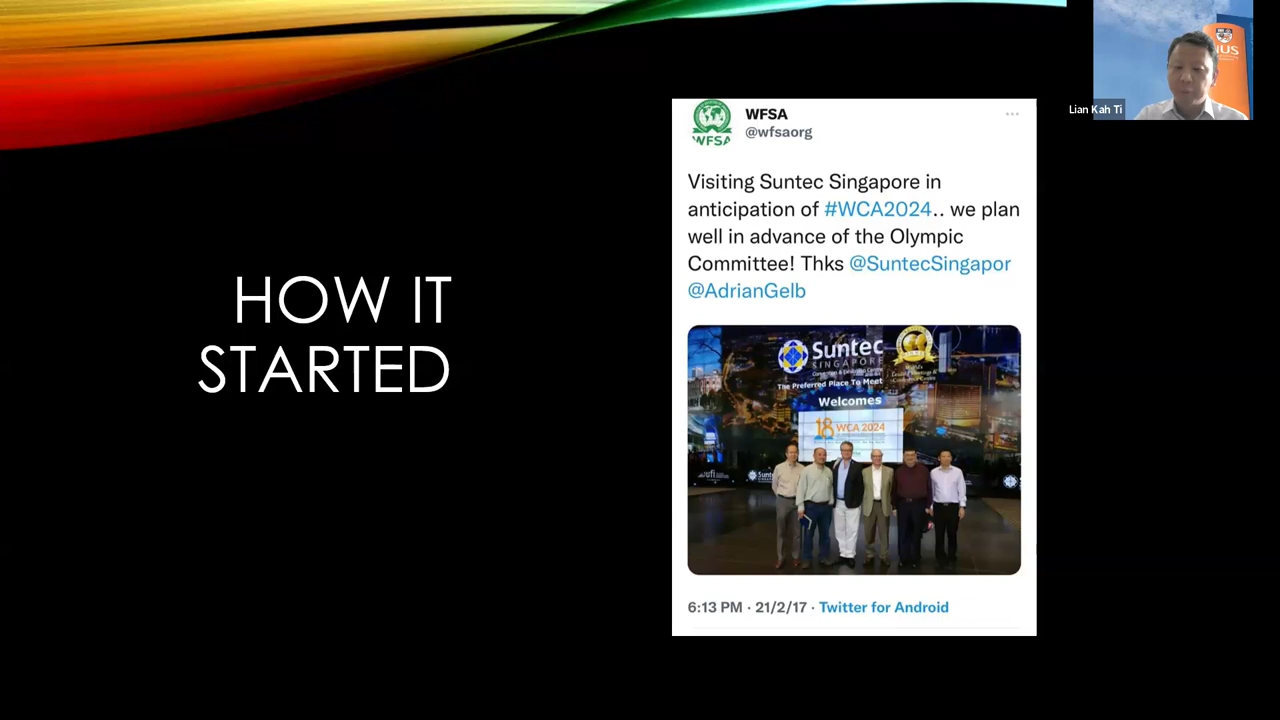 HOW IT
STARTED
WFSA
WFSA
@wfsaorg
Visiting Suntec Singapore in
anticipation of #WCA2024.. we plan
well in advance of the Olympic
Committee! Thks @SuntecSingapor
@AdrianGelb
Suntec
SINGAPORE
The Preferred Place To Meet
Welcomes
18 WCA 2024
6:13 PM · 21/2/17 · Twitter for Android
Lian Kah Ti